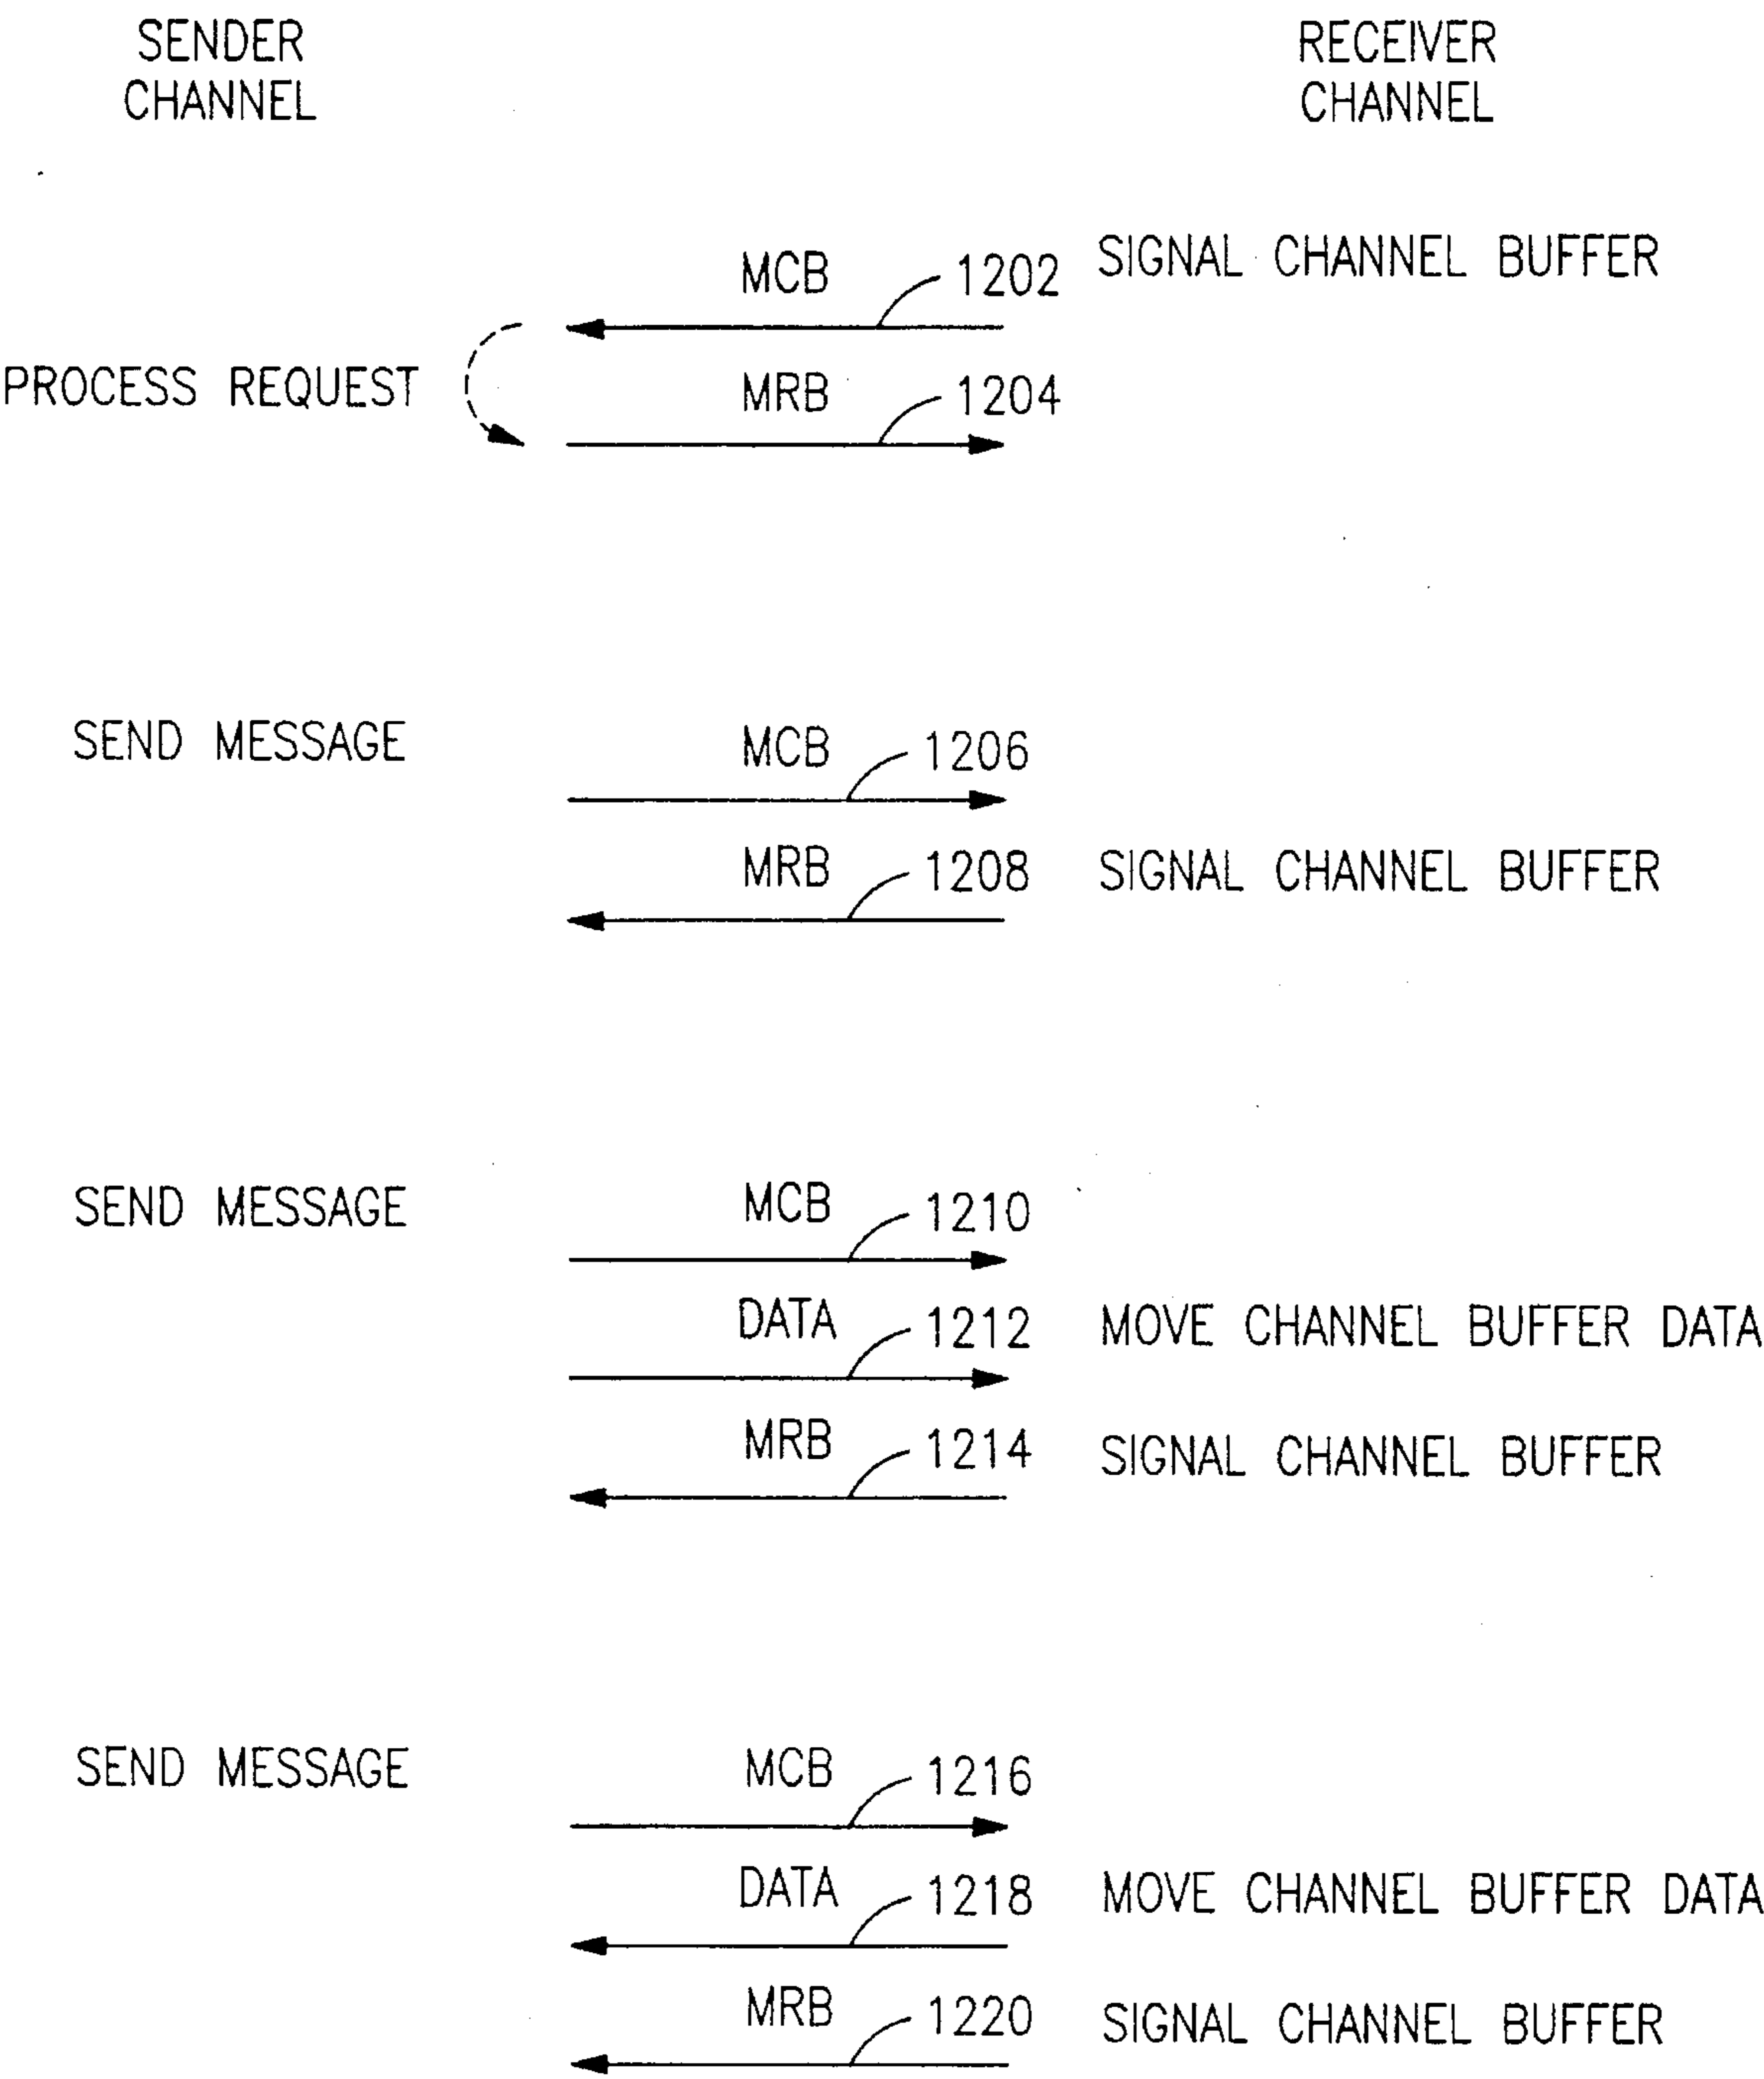 SENDER
CHANNEL
RECEIVER
CHANNEL
SIGNAL CHANNEL BUFFER
MCB 1202
PROCESS REQUEST
MRB 1204
SEND MESSAGE
MCB 1206
MRB 1208
SIGNAL CHANNEL BUFFER
SEND MESSAGE
MCB 1210
DATA 1212
MOVE CHANNEL BUFFER DATA
MRB 1214
SIGNAL CHANNEL BUFFER
SEND MESSAGE
MCB 1216
DATA 1218
MOVE CHANNEL BUFFER DATA
MRB 1220
SIGNAL CHANNEL BUFFER